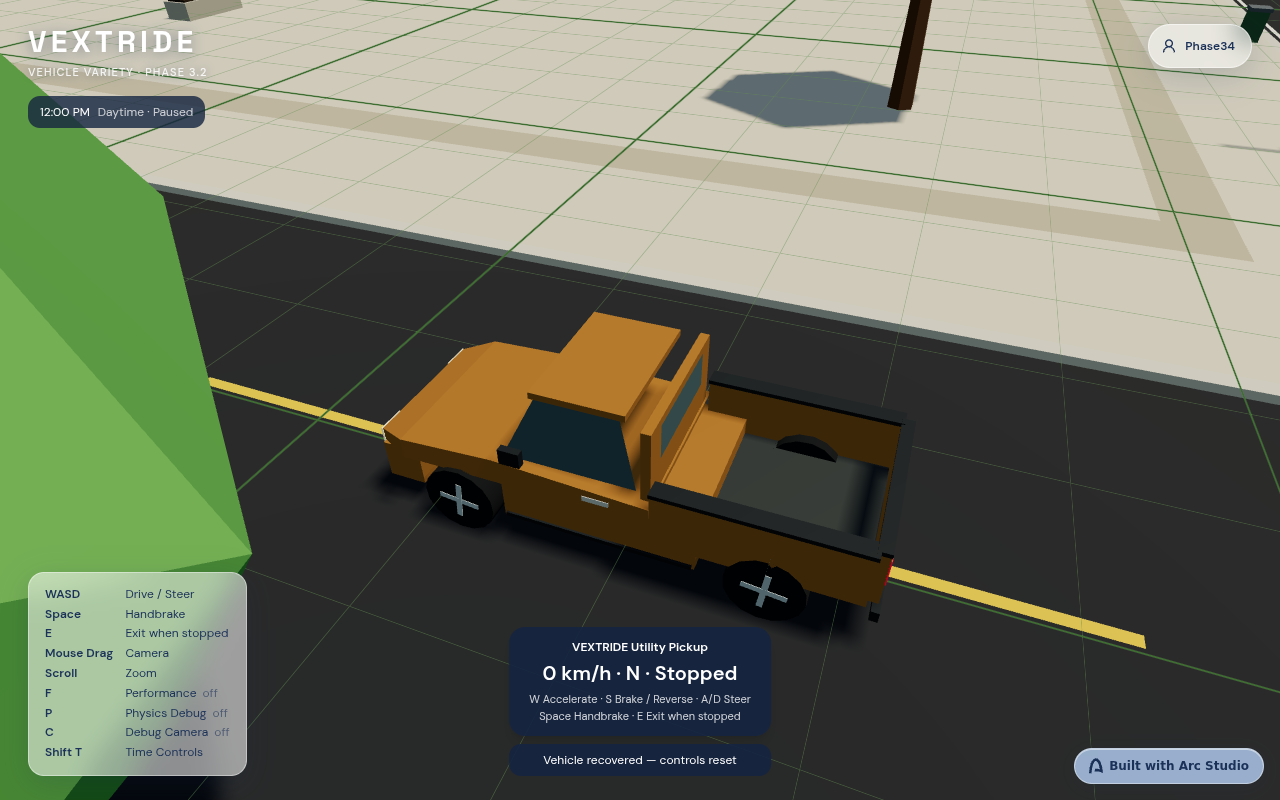 VEXTRIDE
VEHICLE VARIETY · PHASE 3.2
12:00 PM Daytime · Paused
Phase34
WASD Drive / Steer
Space Handbrake
E Exit when stopped
Mouse Drag Camera
Scroll Zoom
F Performance off
P Physics Debug off
C Debug Camera off
Shift T Time Controls
VEXTRIDE Utility Pickup
0 km/h · N · Stopped
W Accelerate · S Brake / Reverse · A/D Steer
Space Handbrake · E Exit when stopped
Vehicle recovered — controls reset
Built with Arc Studio